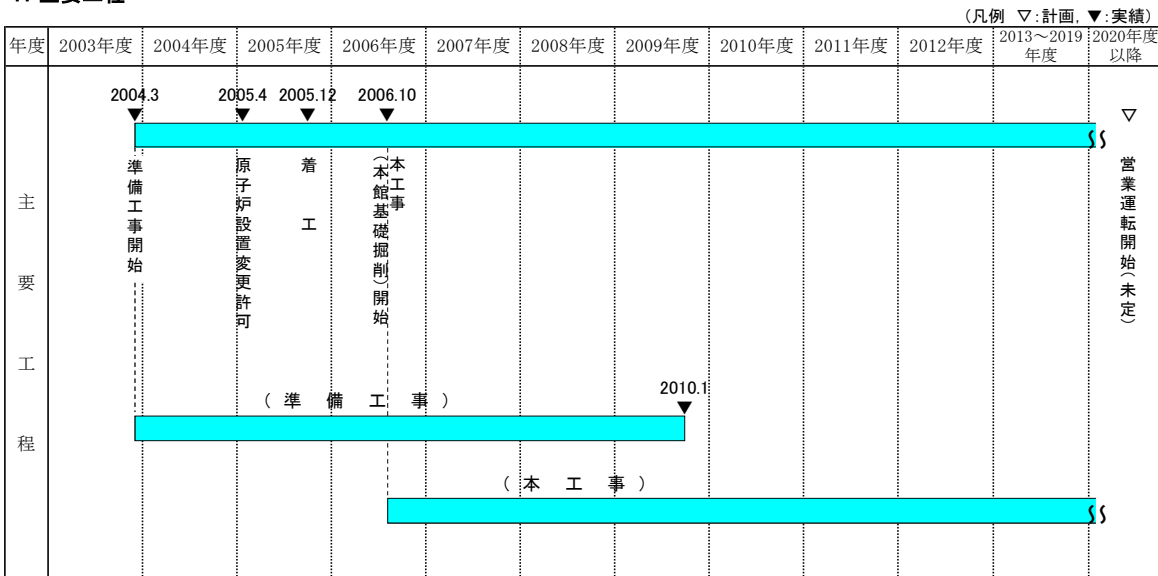 (凡例 ▽:計画, ▼:実績)
年度 2003年度 2004年度 2005年度 2006年度 2007年度 2008年度 2009年度 2010年度 2011年度 2012年度 2013～2019年度 2020年度以降
主要工程
2004.3 2005.4 2005.12 2006.10
▼ ▼ ▼ ▼ ▽
準備工事開始
原子炉設置変更許可
着工
本工事
(本館基礎掘削)開始
営業運転開始(未定)
2010.1
▼
(準備工事)
(本工事)